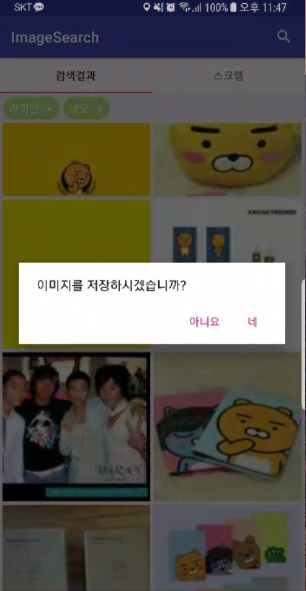 SKT 100% 오후 11:47
ImageSearch
검색결과 스크랩
라이언 × 네오 ×
KAKAO FRIENDS
이미지를 저장하시겠습니까?
아니요 네
PARAN